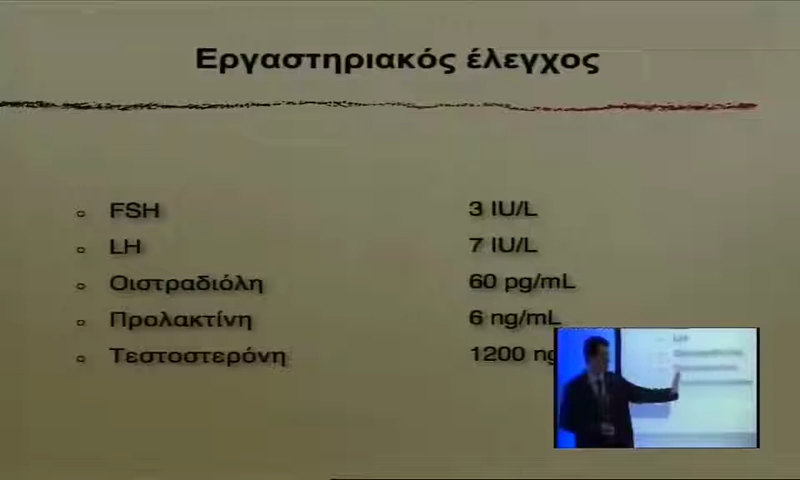 Εργαστηριακός έλεγχος
FSH 3 IU/L
LH 7 IU/L
Οιστραδιόλη 60 pg/mL
Προλακτίνη 6 ng/mL
Τεστοστερόνη 1200